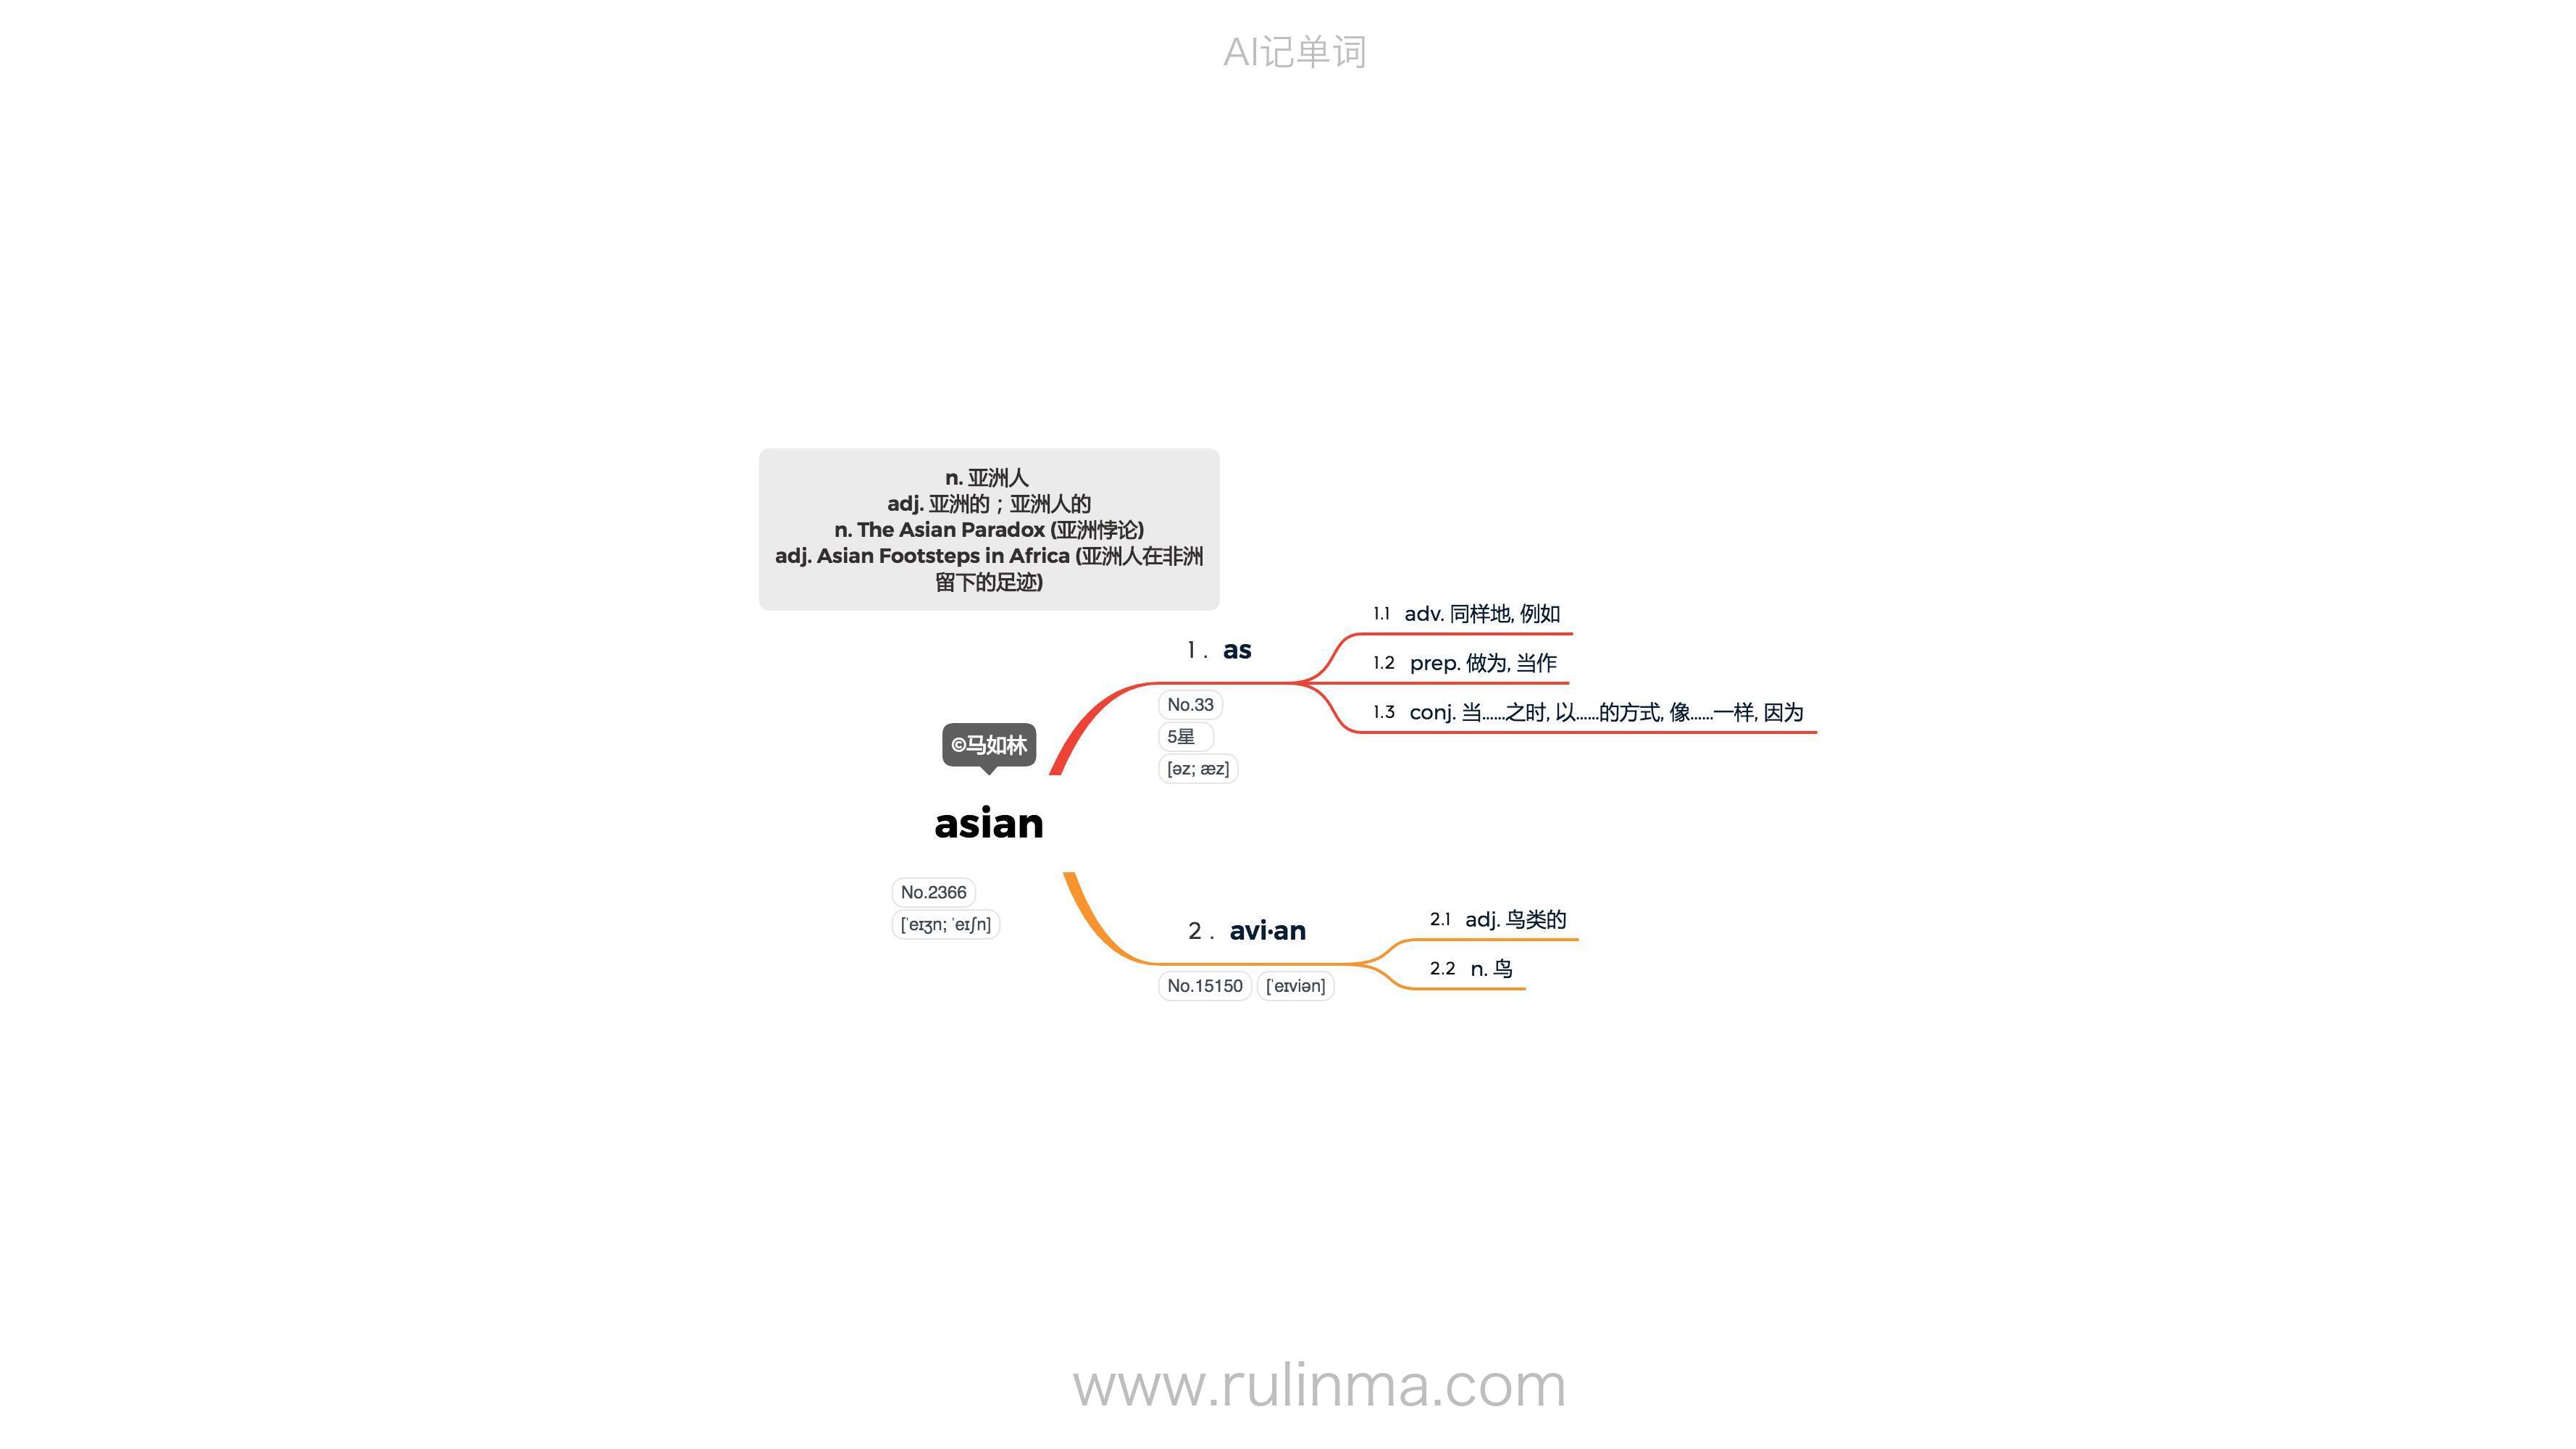 AI记单词
n. 亚洲人
adj. 亚洲的；亚洲人的
n. The Asian Paradox (亚洲悖论)
adj. Asian Footsteps in Africa (亚洲人在非洲
留下的足迹)
©马如林
asian
No.2366
[ˈeɪʒn; ˈeɪʃn]
1 . as
No.33
5星
[əz; æz]
1.1 adv. 同样地, 例如
1.2 prep. 做为, 当作
1.3 conj. 当……之时, 以……的方式, 像……一样, 因为
2 . avi·an
No.15150 [ˈeɪviən]
2.1 adj. 鸟类的
2.2 n. 鸟
www.rulinma.com